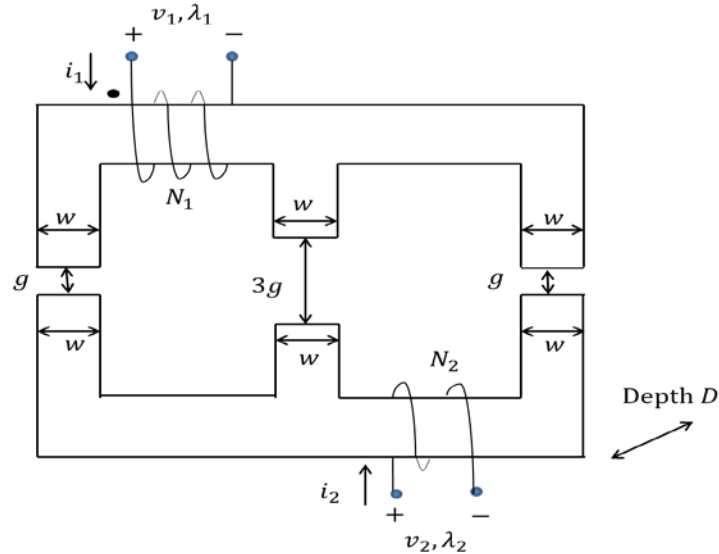 v₁, λ₁
+ −
i₁
N₁
w w w
g 3g g
w w w
N₂
Depth D
i₂
+ −
v₂, λ₂